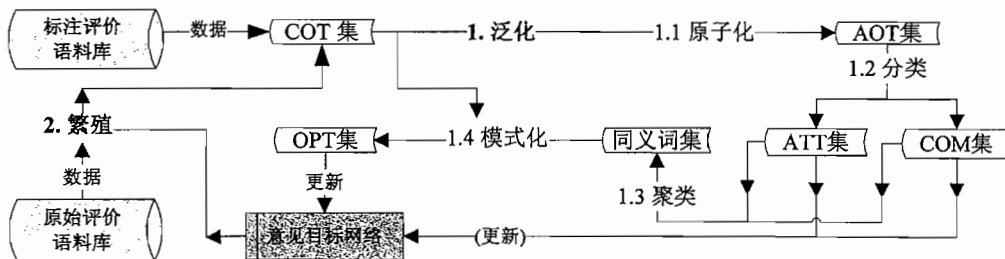 标注评价
语料库
数据
COT 集
1. 泛化
1.1 原子化
AOT集
1.2 分类
2. 繁殖
OPT集
1.4 模式化
同义词集
ATT集
COM集
数据
更新
1.3 聚类
原始评价
语料库
意见目标网络
(更新)